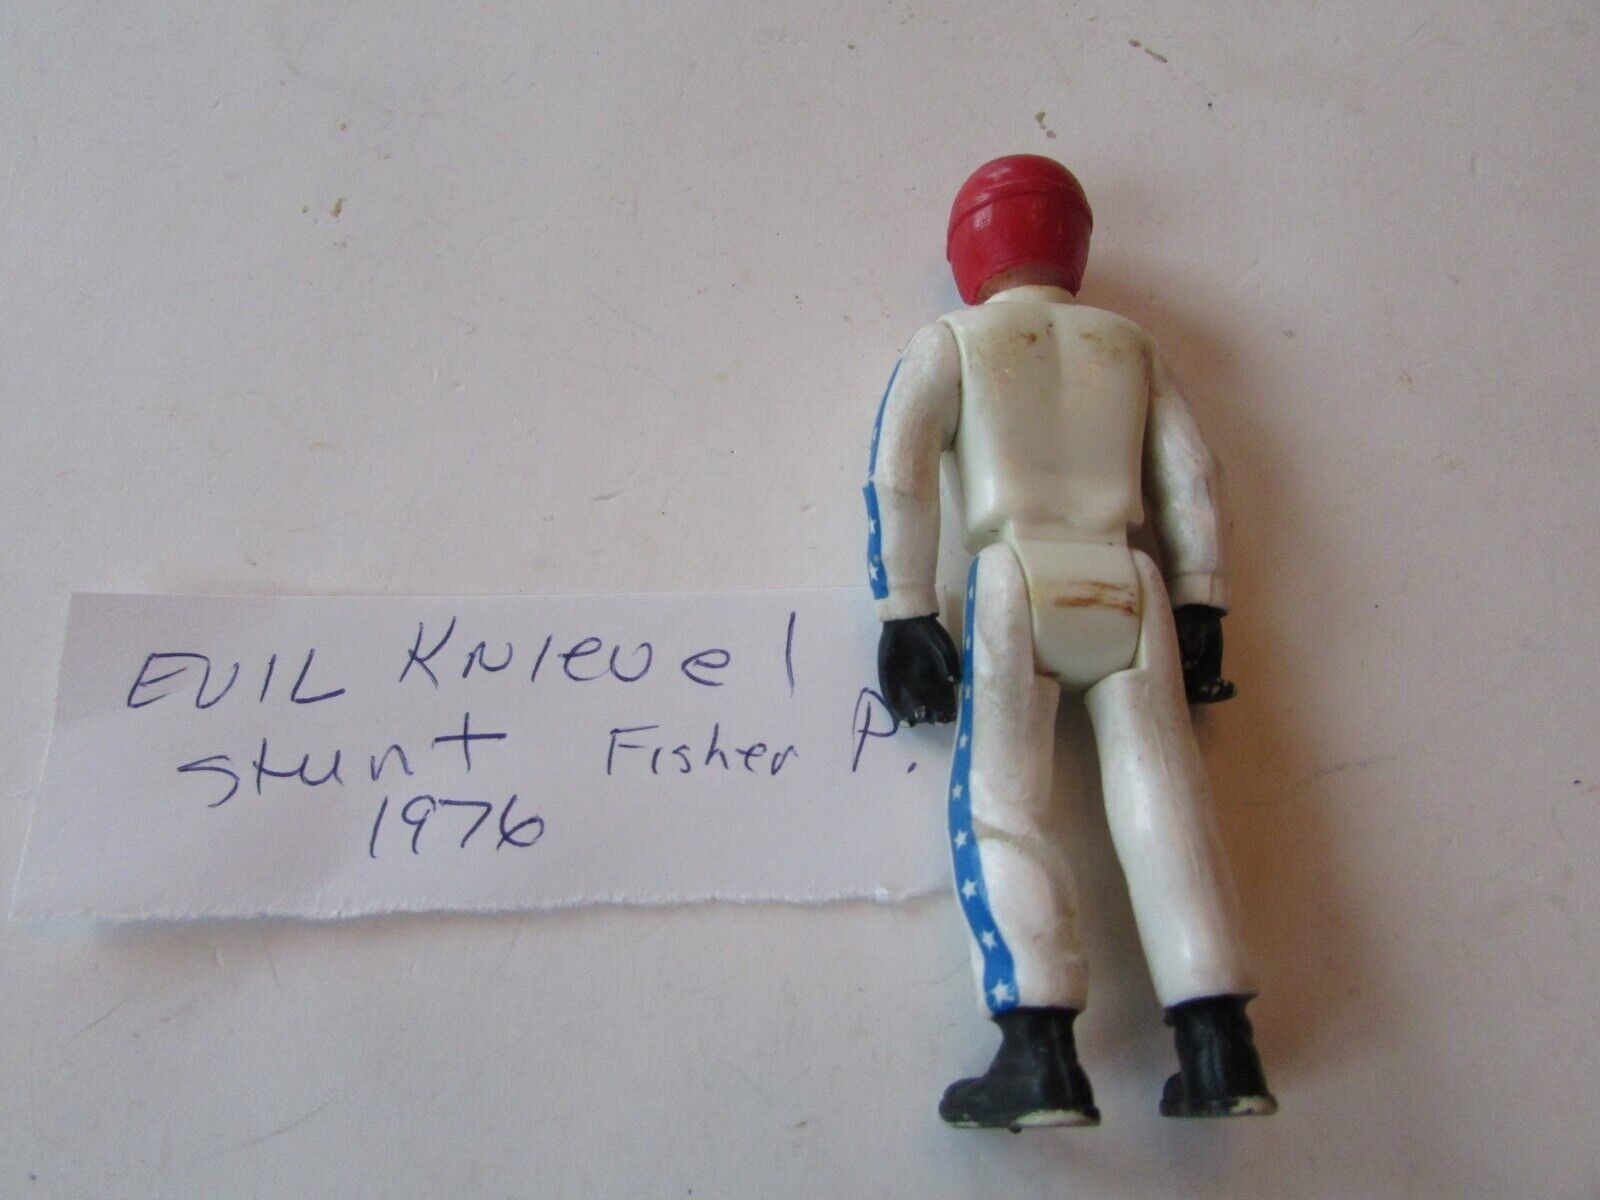 EVIL Knievel
stunt Fisher P.
1976